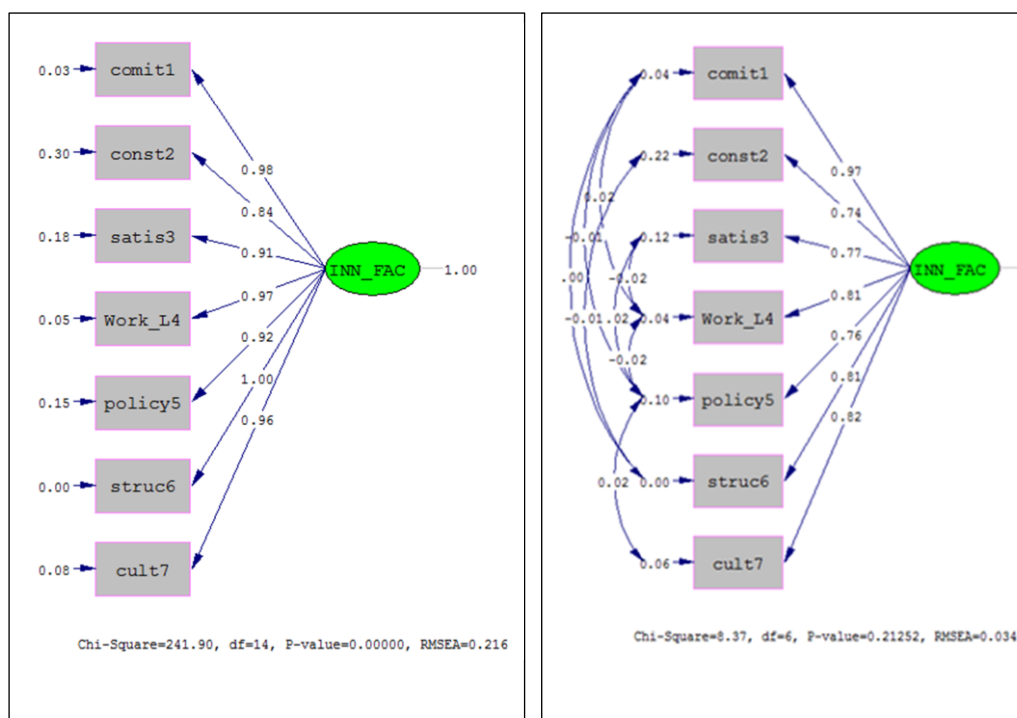 0.03
comit1
0.30
const2
0.18
satis3
0.05
Work_L4
0.15
policy5
0.00
struc6
0.08
cult7
0.98
0.84
0.91
0.97
0.92
1.00
0.96
INN_FAC
1.00
Chi-Square=241.90, df=14, P-value=0.00000, RMSEA=0.216
0.04
comit1
0.22
const2
0.12
satis3
0.04
Work_L4
0.10
policy5
0.00
struc6
0.06
cult7
0.02
-0.01
-0.02
.00
-0.01
.02
-0.02
0.02
0.97
0.74
0.77
0.81
0.76
0.81
0.82
INN_FAC
Chi-Square=8.37, df=6, P-value=0.21252, RMSEA=0.034